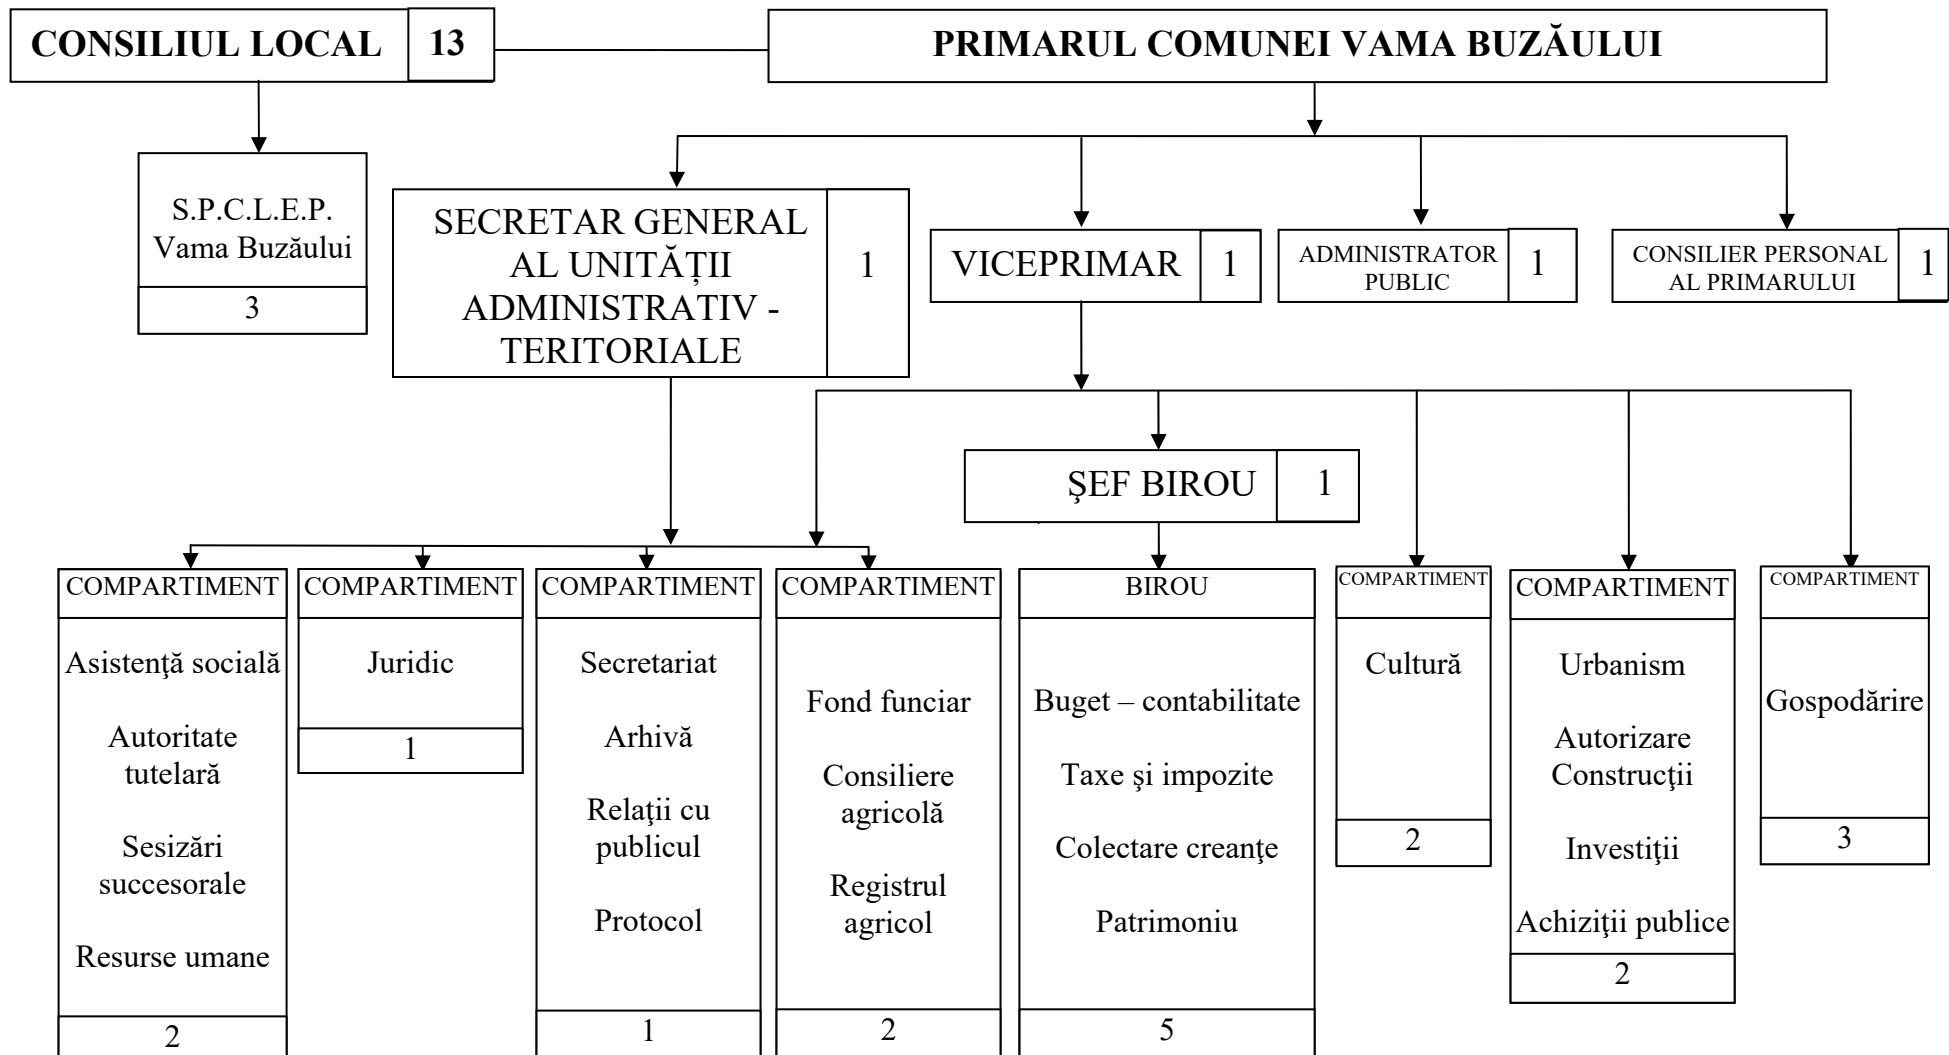 CONSILIUL LOCAL 13
PRIMARUL COMUNEI VAMA BUZĂULUI
S.P.C.L.E.P.
Vama Buzăului
3
SECRETAR GENERAL
AL UNITĂȚII
ADMINISTRATIV -
TERITORIALE
1
VICEPRIMAR 1
ADMINISTRATOR
PUBLIC
1
CONSILIER PERSONAL
AL PRIMARULUI
1
ŞEF BIROU 1
COMPARTIMENT
Asistenţă socială
Autoritate
tutelară
Sesizări
succesorale
Resurse umane
2
COMPARTIMENT
Juridic
1
COMPARTIMENT
Secretariat
Arhivă
Relaţii cu
publicul
Protocol
1
COMPARTIMENT
Fond funciar
Consiliere
agricolă
Registrul
agricol
2
BIROU
Buget – contabilitate
Taxe şi impozite
Colectare creanţe
Patrimoniu
5
COMPARTIMENT
Cultură
2
COMPARTIMENT
Urbanism
Autorizare
Construcţii
Investiţii
Achiziţii publice
2
COMPARTIMENT
Gospodărire
3